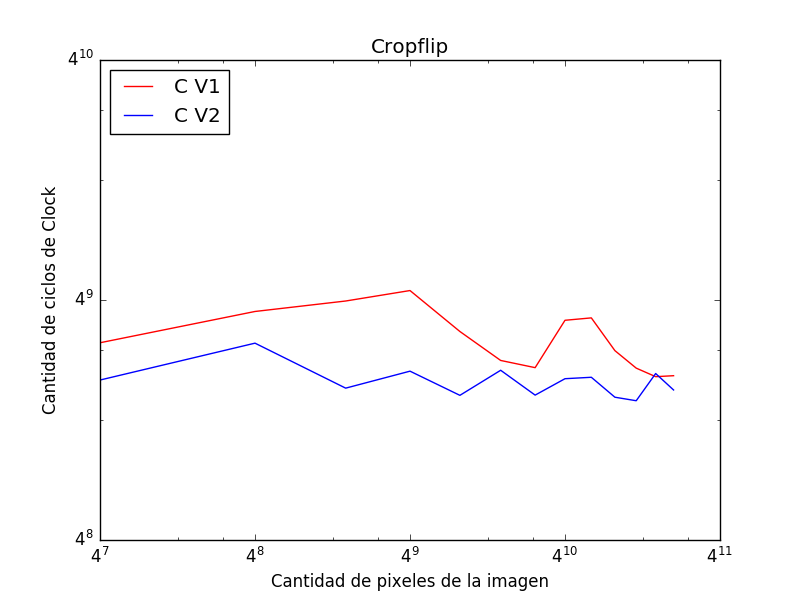 Cropflip
C V1
C V2
Cantidad de ciclos de Clock
4^10
4^9
4^8
4^7 4^8 4^9 4^10 4^11
Cantidad de pixeles de la imagen